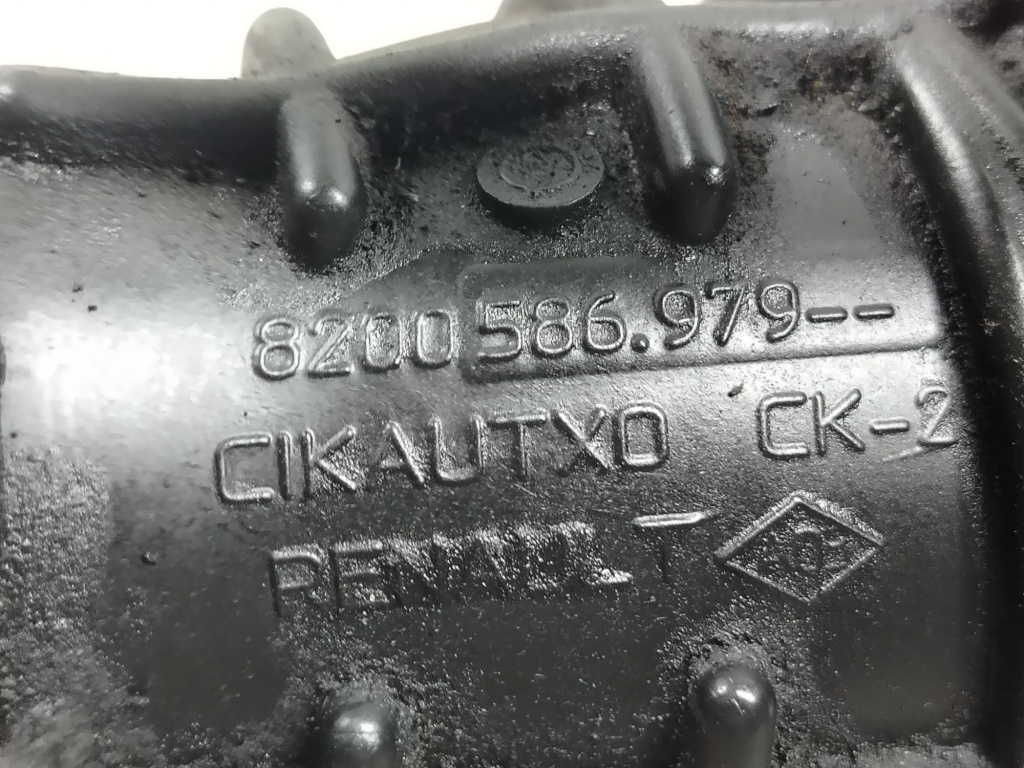 8200586.979--
CIKAUTXO CK-2
RENAULT